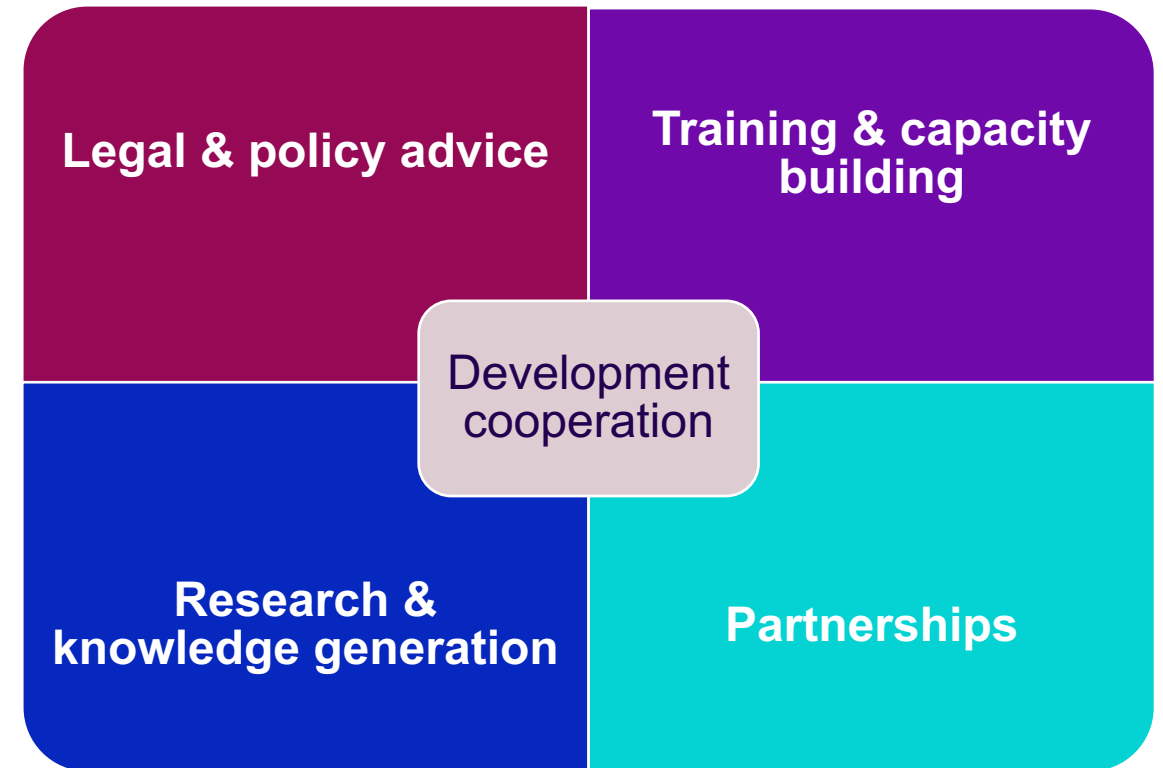 Legal & policy advice
Training & capacity
building
Development
cooperation
Research &
knowledge generation
Partnerships